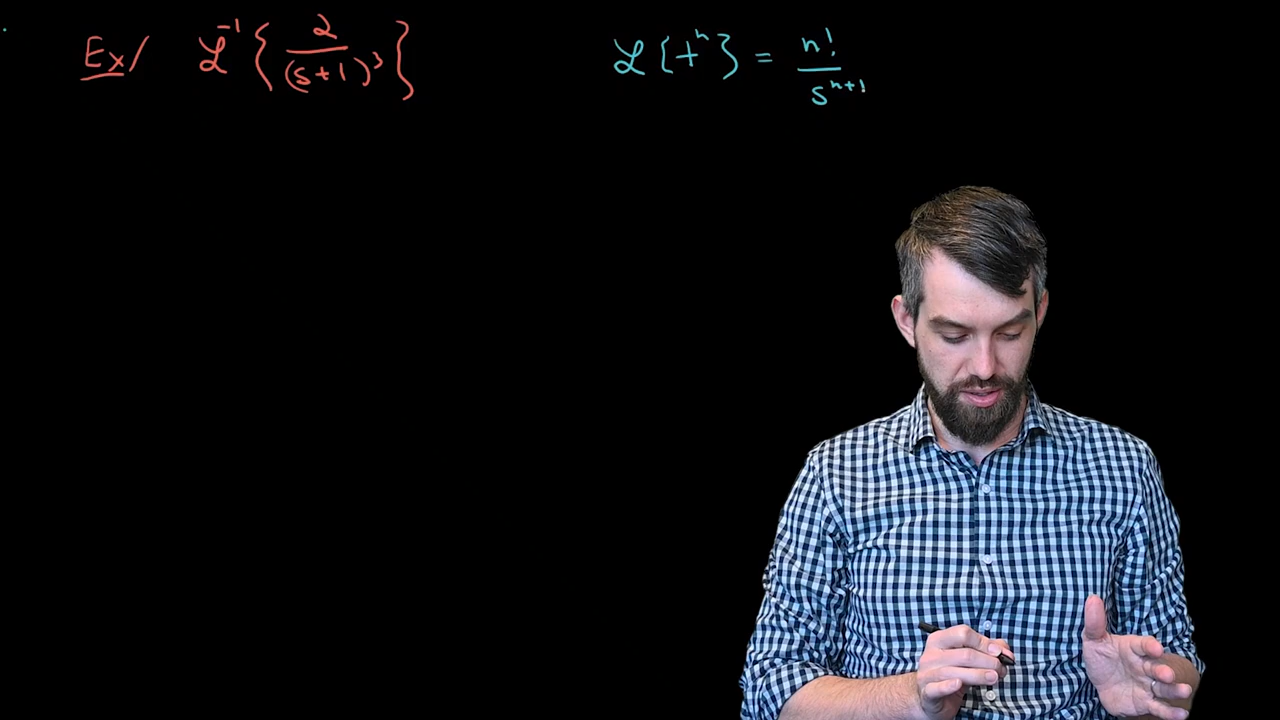 Ex/ ℒ⁻¹{2/(s+1)³}
ℒ{tⁿ} = n!/sⁿ⁺¹